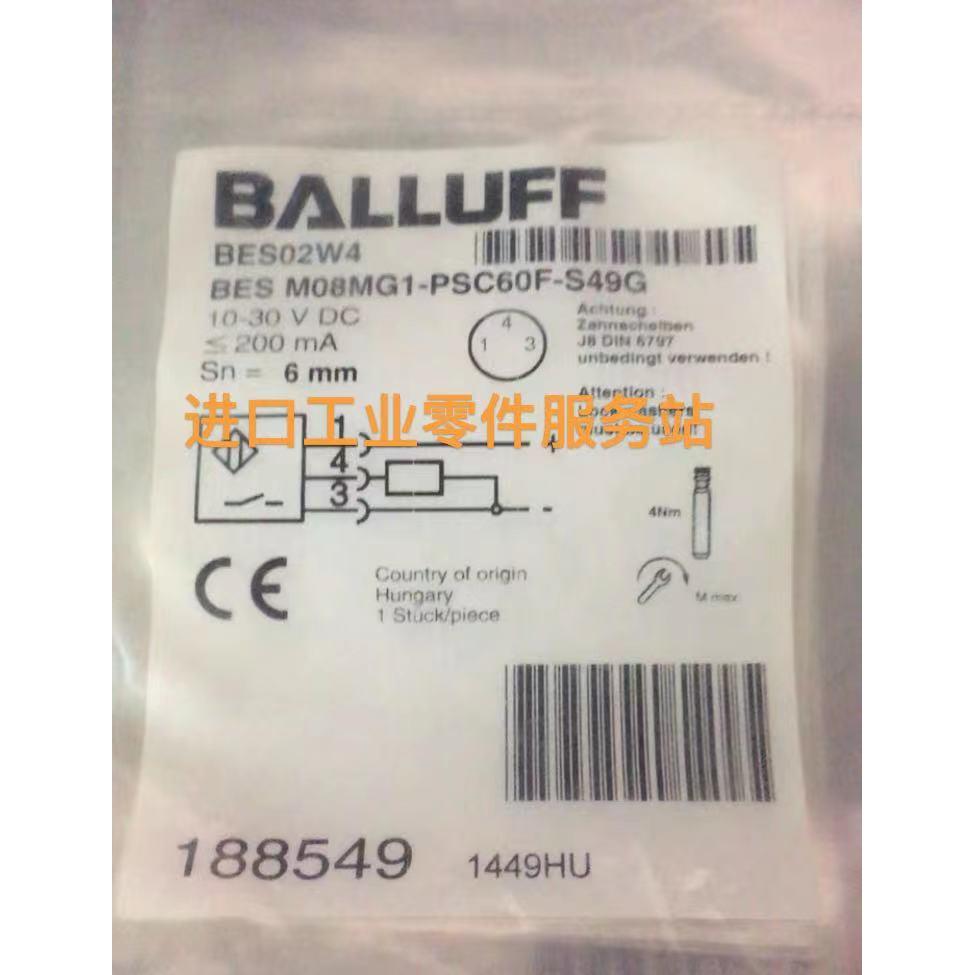 BALLUFF
BES02W4
BES M08MG1-PSC60F-S49G
10-30 V DC
≤ 200 mA
Sn = 6 mm
4
1 3
Achtung :
Zahnscheiben
J8 DIN 6797
unbedingt verwenden !
Attention :
进口工业零件服务站
1
4
3
+
-
4Nm
M max
CE
Country of origin
Hungary
1 Stück/piece
188549
1449HU